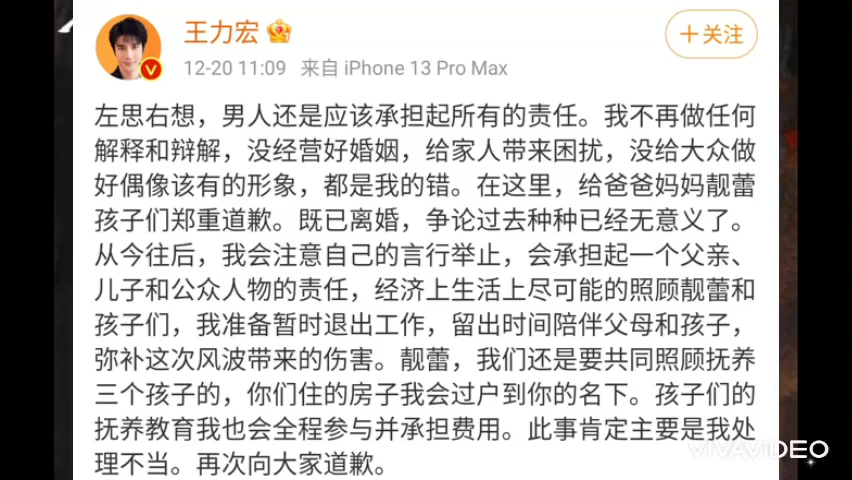 王力宏
+关注
12-20 11:09 来自 iPhone 13 Pro Max
左思右想，男人还是应该承担起所有的责任。我不再做任何
解释和辩解，没经营好婚姻，给家人带来困扰，没给大众做
好偶像该有的形象，都是我的错。在这里，给爸爸妈妈靓蕾
孩子们郑重道歉。既已离婚，争论过去种种已经无意义了。
从今往后，我会注意自己的言行举止，会承担起一个父亲、
儿子和公众人物的责任，经济上生活上尽可能的照顾靓蕾和
孩子们，我准备暂时退出工作，留出时间陪伴父母和孩子，
弥补这次风波带来的伤害。靓蕾，我们还是要共同照顾抚养
三个孩子的，你们住的房子我会过户到你的名下。孩子们的
抚养教育我也会全程参与并承担费用。此事肯定主要是我处
理不当。再次向大家道歉。
VIVAVIDEO